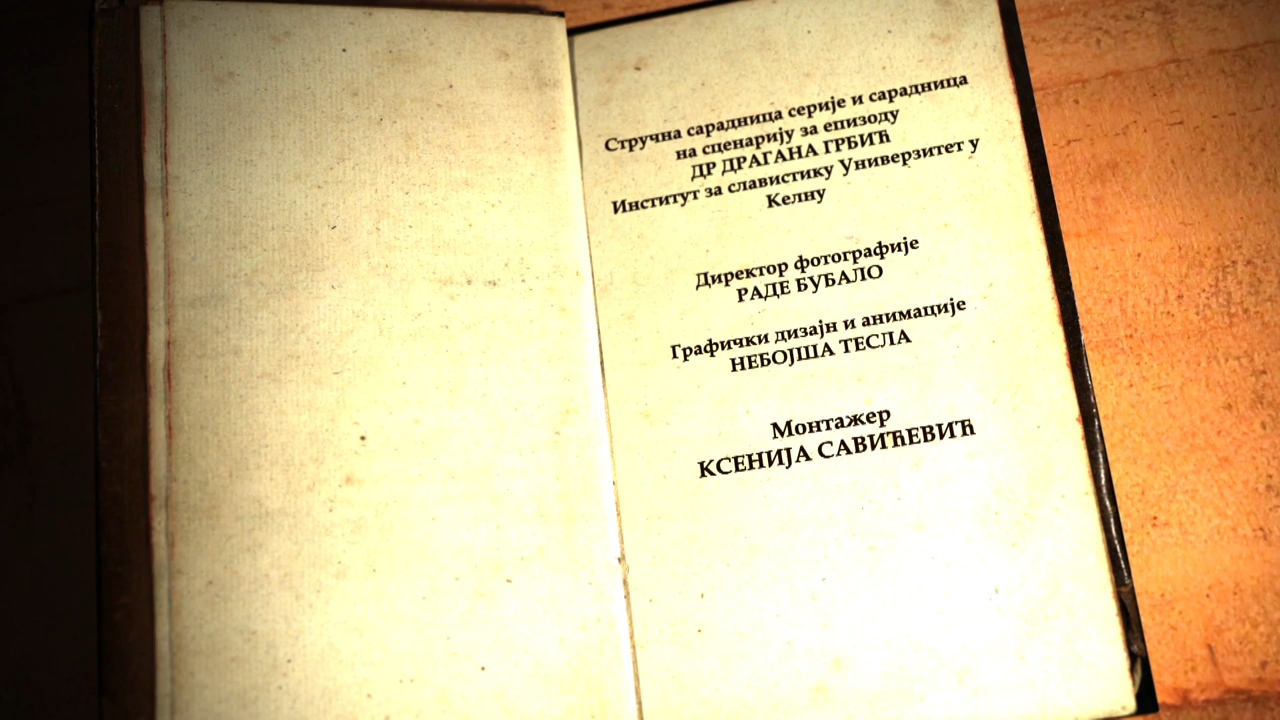 Стручна сарадница серије и сарадница
на сценарију за епизоду
ДР ДРАГАНА ГРБИЋ
Институт за славистику Универзитет у
Келну
Директор фотографије
РАДЕ БУБАЛО
Графички дизајн и анимације
НЕБОЈША ТЕСЛА
Монтажер
КСЕНИЈА САВИЋЕВИЋ